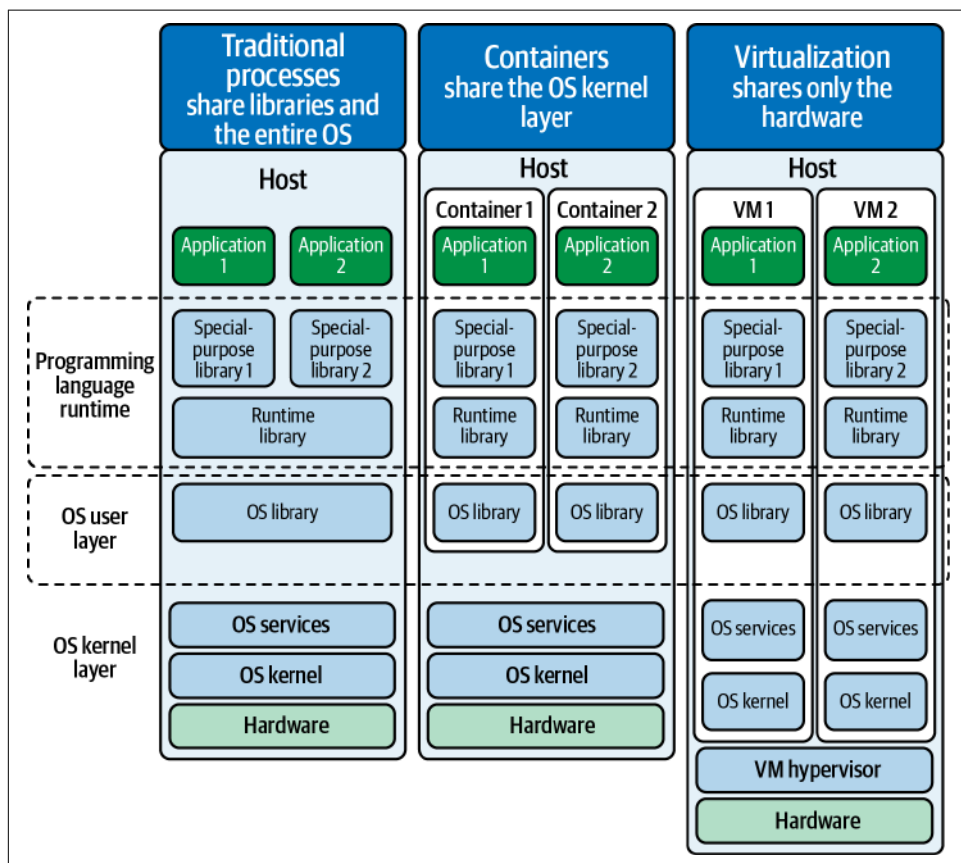 Traditional
processes
share libraries and
the entire OS
Containers
share the OS kernel
layer
Virtualization
shares only the
hardware
Host
Host
Host
Container 1
Container 2
VM 1
VM 2
Application
1
Application
2
Application
1
Application
2
Application
1
Application
2
Programming
language
runtime
Special-
purpose
library 1
Special-
purpose
library 2
Special-
purpose
library 1
Special-
purpose
library 2
Special-
purpose
library 1
Special-
purpose
library 2
Runtime
library
Runtime
library
Runtime
library
Runtime
library
Runtime
library
OS user
layer
OS library
OS library
OS library
OS library
OS library
OS kernel
layer
OS services
OS services
OS services
OS services
OS kernel
OS kernel
OS kernel
OS kernel
Hardware
Hardware
VM hypervisor
Hardware